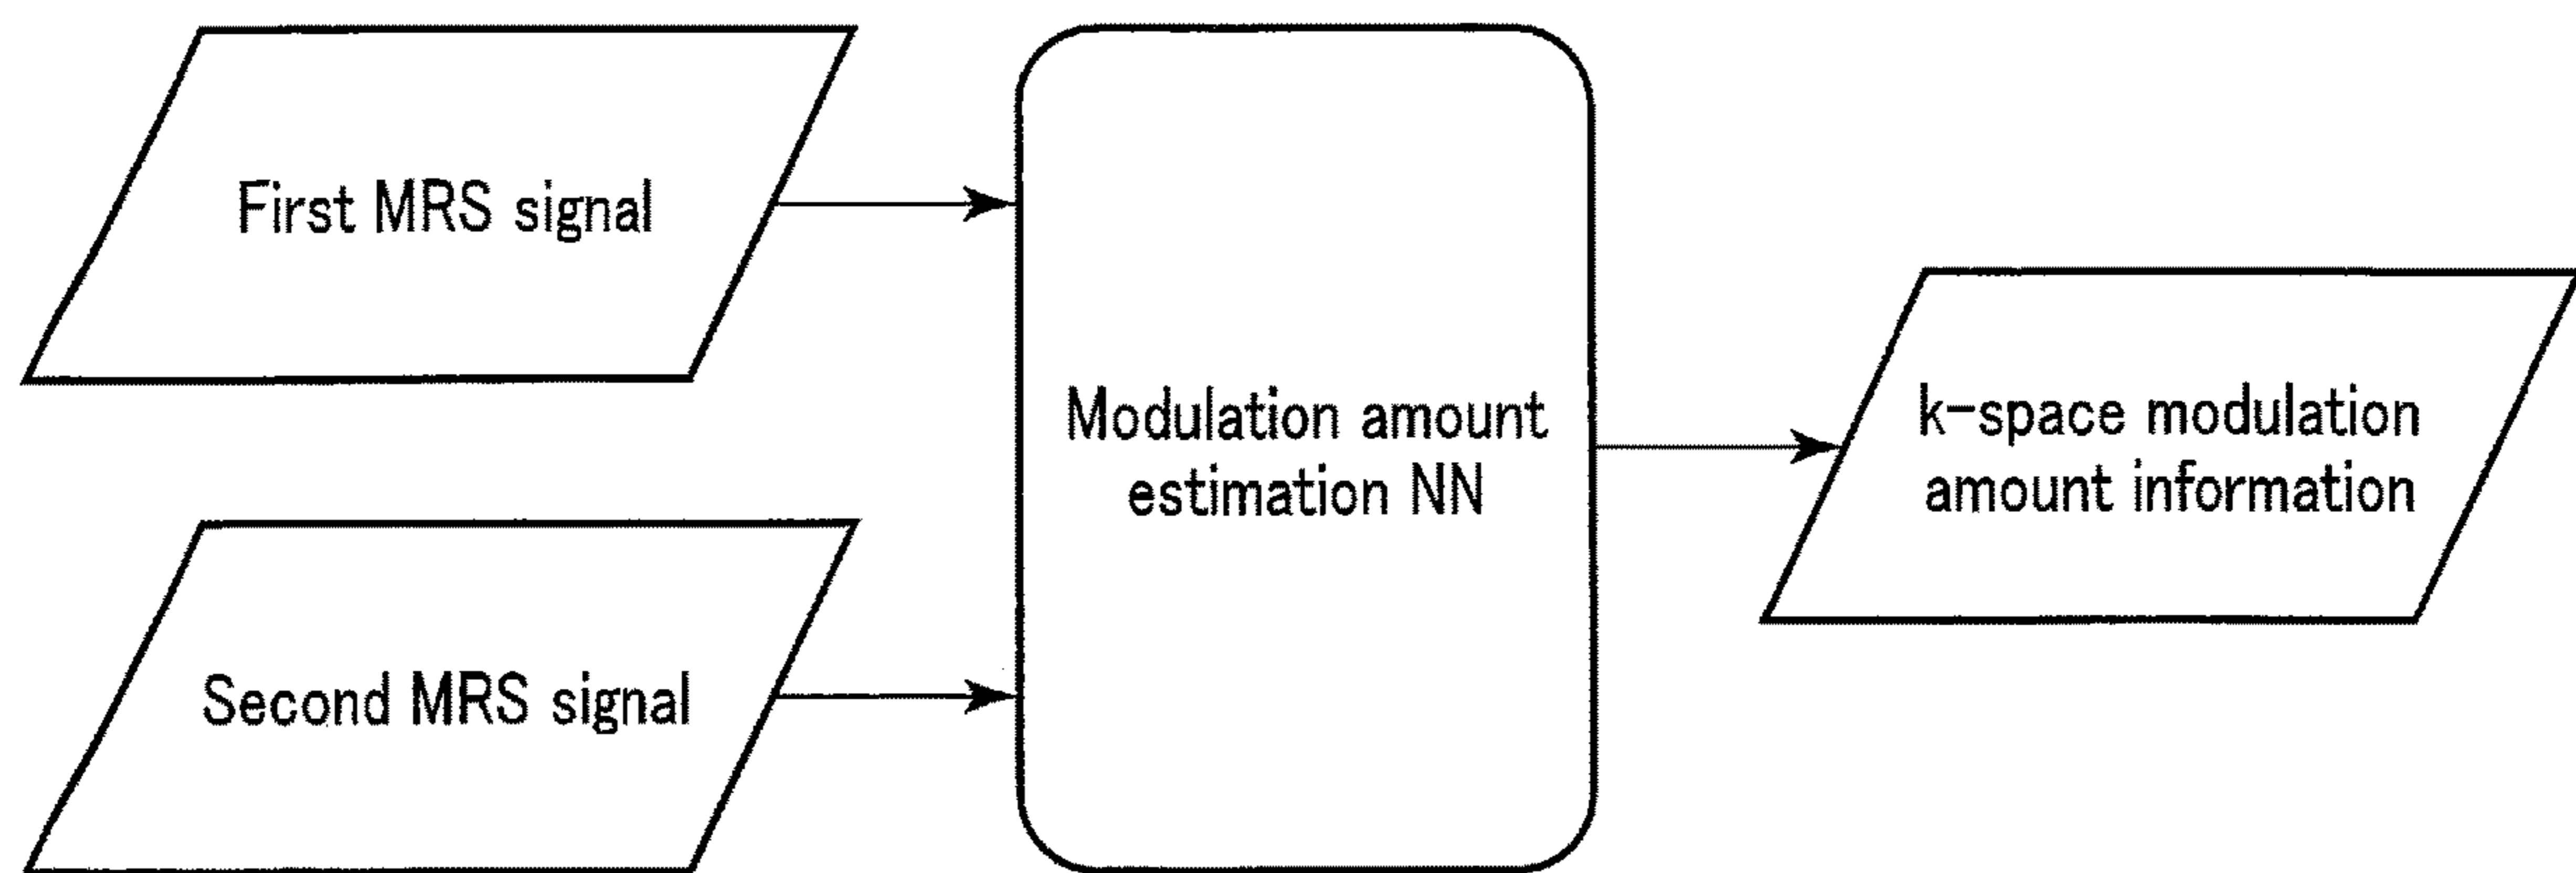 First MRS signal
Second MRS signal
Modulation amount
estimation NN
k-space modulation
amount information